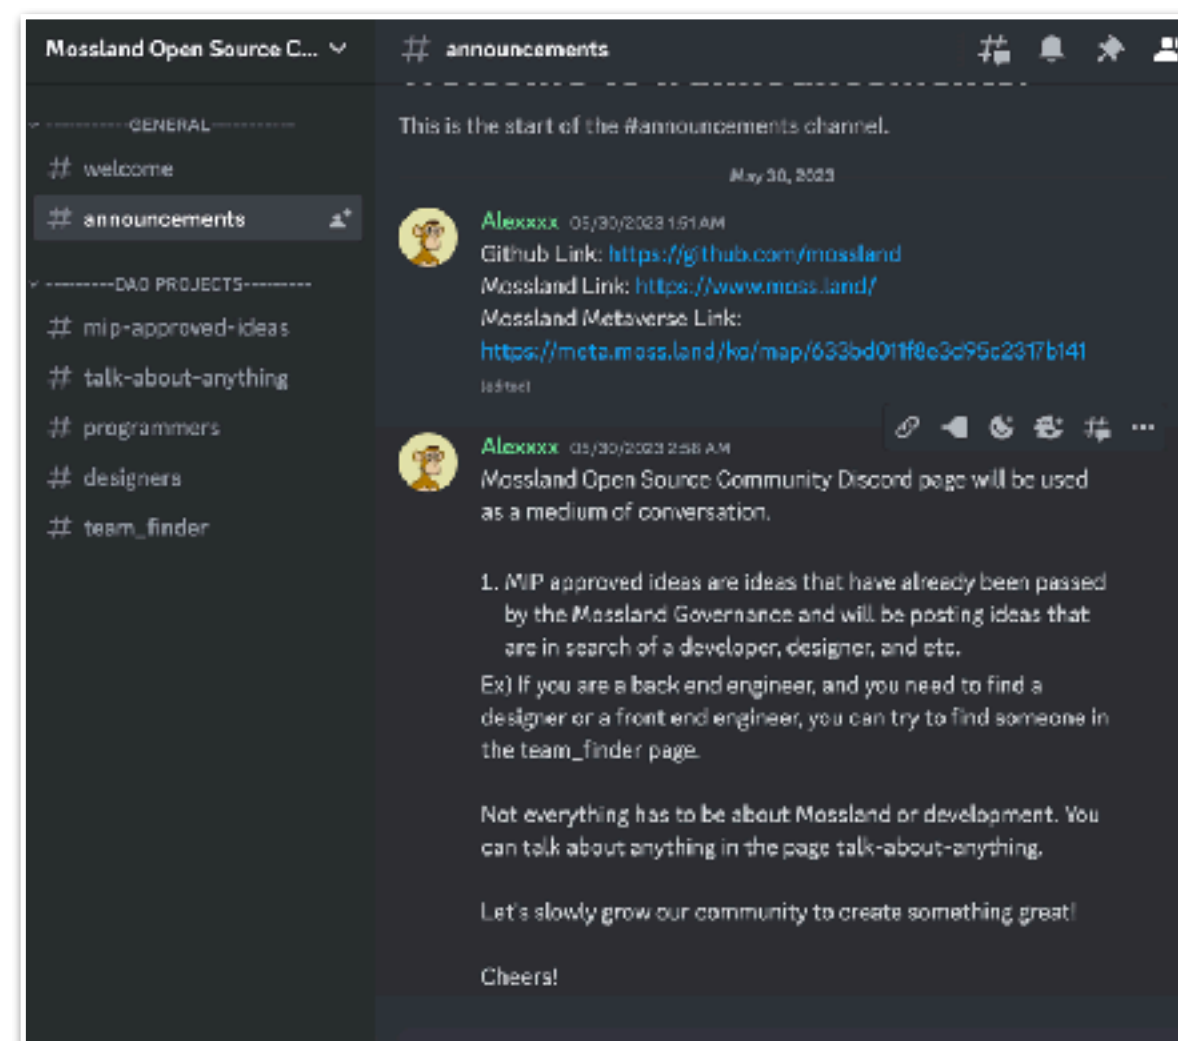 Mossland Open Source C...
GENERAL
# welcome
# announcements
DAO PROJECTS
# mip-approved-ideas
# talk-about-anything
# programmers
# designers
# team_finder
# announcements
This is the start of the #announcements channel.
May 30, 2023
Alexxxx 05/30/2023 1:51 AM
Github Link: https://github.com/mossland
Mossland Link: https://www.moss.land/
Mossland Metaverse Link:
https://meta.moss.land/ko/map/633bd011f8e3d95c2317b141
(edited)
Alexxxx 05/30/2023 2:58 AM
Mossland Open Source Community Discord page will be used
as a medium of conversation.
1. MIP approved ideas are ideas that have already been passed
by the Mossland Governance and will be posting ideas that
are in search of a developer, designer, and etc.
Ex) If you are a back end engineer, and you need to find a
designer or a front end engineer, you can try to find someone in
the team_finder page.
Not everything has to be about Mossland or development. You
can talk about anything in the page talk-about-anything.
Let's slowly grow our community to create something great!
Cheers!